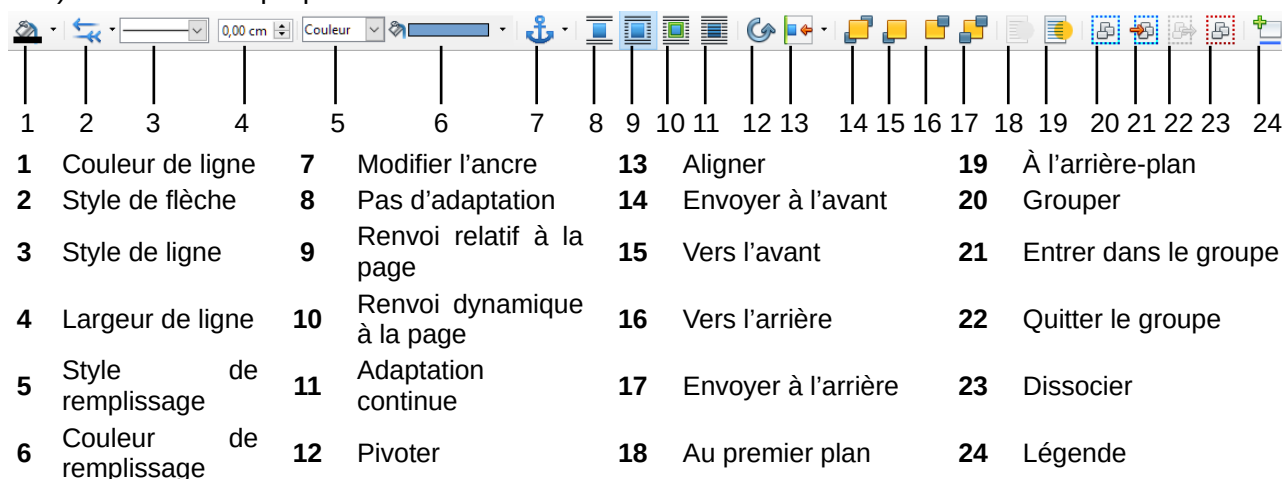 0,00 cm Couleur
1 2 3 4 5 6 7 8 9 10 11 12 13 14 15 16 17 18 19 20 21 22 23 24
1 Couleur de ligne 7 Modifier l’ancre 13 Aligner 19 À l’arrière-plan
2 Style de flèche 8 Pas d’adaptation 14 Envoyer à l’avant 20 Grouper
3 Style de ligne 9 Renvoi relatif à la
page 15 Vers l’avant 21 Entrer dans le groupe
4 Largeur de ligne 10 Renvoi dynamique
à la page 16 Vers l’arrière 22 Quitter le groupe
5 Style de
remplissage 11 Adaptation
continue 17 Envoyer à l’arrière 23 Dissocier
6 Couleur de
remplissage 12 Pivoter 18 Au premier plan 24 Légende